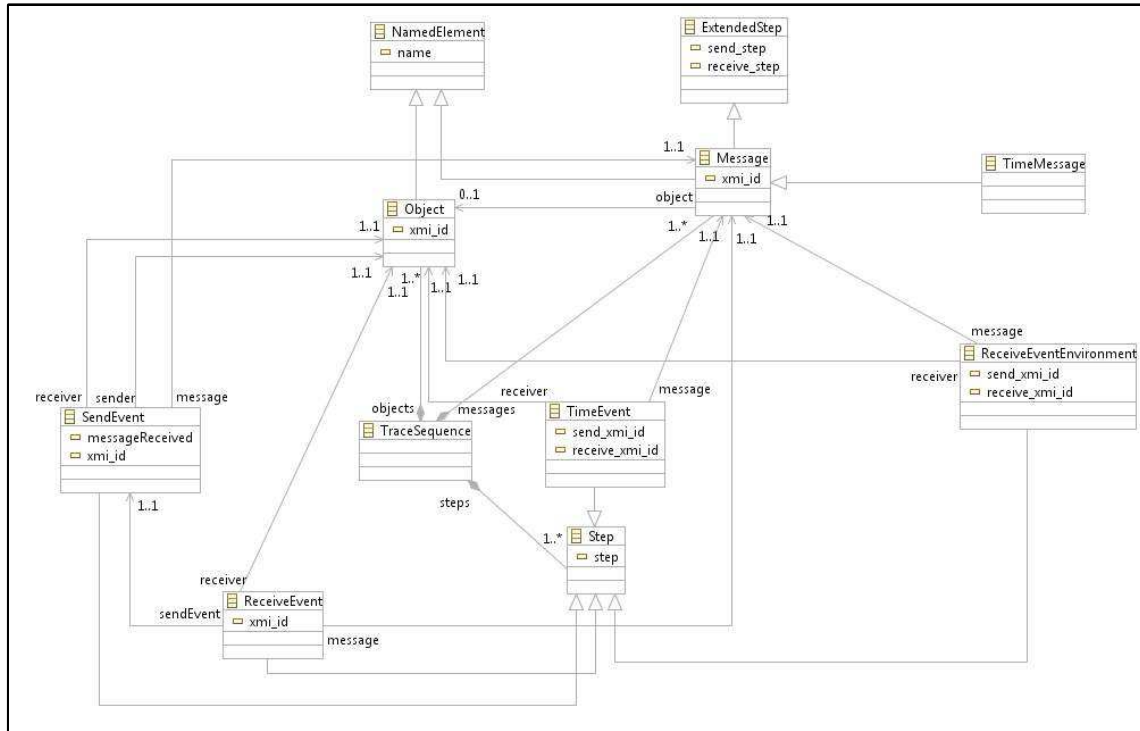 NamedElement
name
ExtendedStep
send_step
receive_step
1..1
Message
xmi_id
TimeMessage
object
0..1
Object
xmi_id
1..1
1..*
1..1
1..1
1..1
1..1
1..*
1..1
1..1
1..1
message
ReceiveEventEnvironment
send_xmi_id
receive_xmi_id
receiver
receiver
sender
message
receiver
message
objects
messages
SendEvent
messageReceived
xmi_id
TraceSequence
TimeEvent
send_xmi_id
receive_xmi_id
1..1
steps
1..*
Step
step
receiver
sendEvent
ReceiveEvent
xmi_id
message